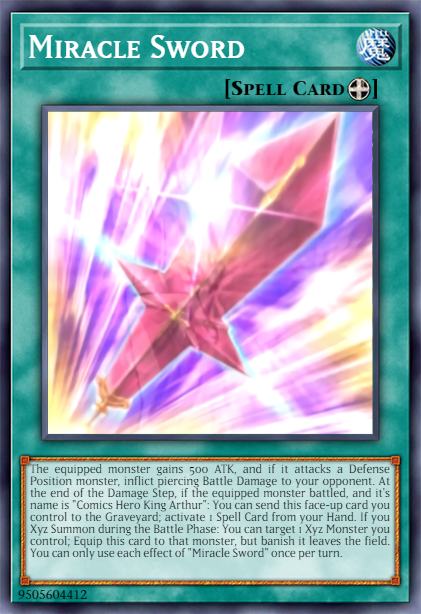 Miracle Sword
魔
[Spell Card]
The equipped monster gains 500 ATK, and if it attacks a Defense
Position monster, inflict piercing Battle Damage to your opponent. At
the end of the Damage Step, if the equipped monster battled, and it's
name is "Comics Hero King Arthur": You can send this face-up card you
control to the Graveyard; activate 1 Spell Card from your Hand. If you
Xyz Summon during the Battle Phase: You can target 1 Xyz Monster you
control; Equip this card to that monster, but banish it leaves the field.
You can only use each effect of "Miracle Sword" once per turn.
9505604412